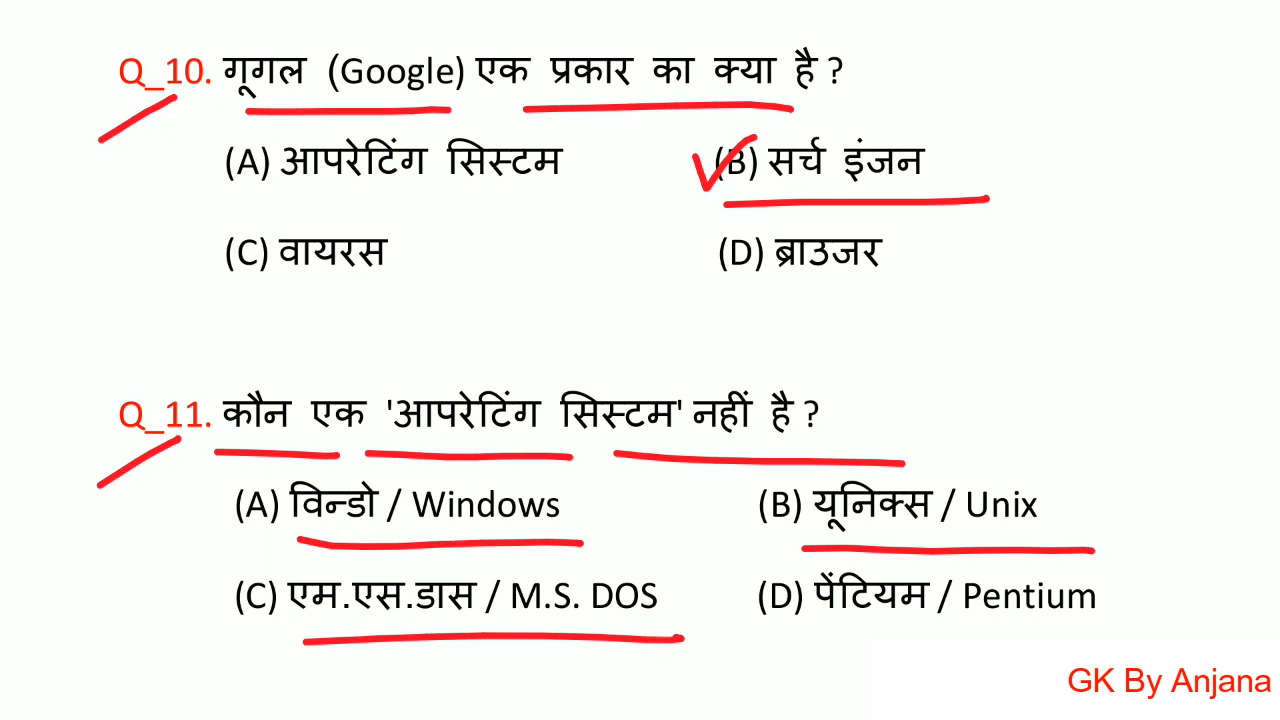 Q_10. गूगल (Google) एक प्रकार का क्या है ?
(A) आपरेटिंग सिस्टम (B) सर्च इंजन
(C) वायरस (D) ब्राउजर
Q_11. कौन एक 'आपरेटिंग सिस्टम' नहीं है ?
(A) विन्डो / Windows (B) यूनिक्स / Unix
(C) एम.एस.डास / M.S. DOS (D) पेंटियम / Pentium
GK By Anjana